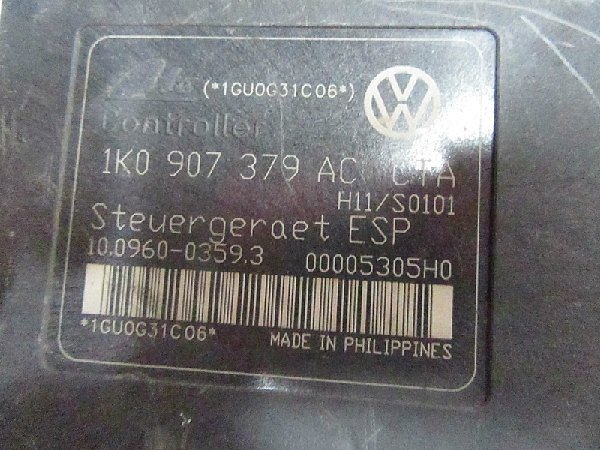 (*1GU0G31C06*)
Controller
1K0 907 379 AC CTA
H11/S0101
Steuergeraet ESP
10.0960-0359.3 00005305H0
*1GU0G31C06* MADE IN PHILIPPINES